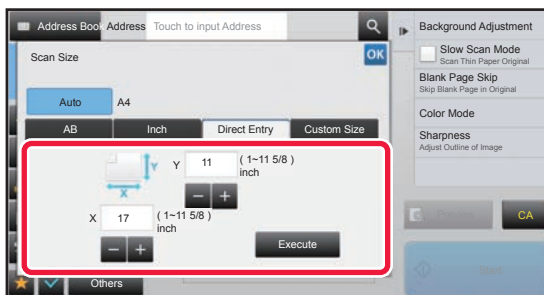 Address Book Address Touch to input Address
Scan Size OK
Auto A4
AB Inch Direct Entry Custom Size
Y Y 11 ( 1~11 5/8 )
inch
X
X 17 ( 1~11 5/8 )
inch
Execute
Others
Background Adjustment
Slow Scan Mode
Scan Thin Paper Original
Blank Page Skip
Skip Blank Page in Original
Color Mode
Sharpness
Adjust Outline of Image
CA
Start